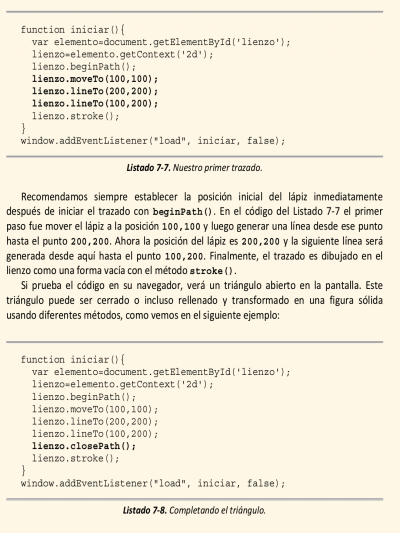 function iniciar(){
var elemento=document.getElementById('lienzo');
lienzo=elemento.getContext('2d');
lienzo.beginPath();
lienzo.moveTo(100,100);
lienzo.lineTo(200,200);
lienzo.lineTo(100,200);
lienzo.stroke();
}
window.addEventListener("load", iniciar, false);
Listado 7-7. Nuestro primer trazado.
Recomendamos siempre establecer la posición inicial del lápiz inmediatamente
después de iniciar el trazado con beginPath(). En el código del Listado 7-7 el primer
paso fue mover el lápiz a la posición 100,100 y luego generar una línea desde ese punto
hasta el punto 200,200. Ahora la posición del lápiz es 200,200 y la siguiente línea será
generada desde aquí hasta el punto 100,200. Finalmente, el trazado es dibujado en el
lienzo como una forma vacía con el método stroke().
Si prueba el código en su navegador, verá un triángulo abierto en la pantalla. Este
triángulo puede ser cerrado o incluso rellenado y transformado en una figura sólida
usando diferentes métodos, como vemos en el siguiente ejemplo:
function iniciar(){
var elemento=document.getElementById('lienzo');
lienzo=elemento.getContext('2d');
lienzo.beginPath();
lienzo.moveTo(100,100);
lienzo.lineTo(200,200);
lienzo.lineTo(100,200);
lienzo.closePath();
lienzo.stroke();
}
window.addEventListener("load", iniciar, false);
Listado 7-8. Completando el triángulo.